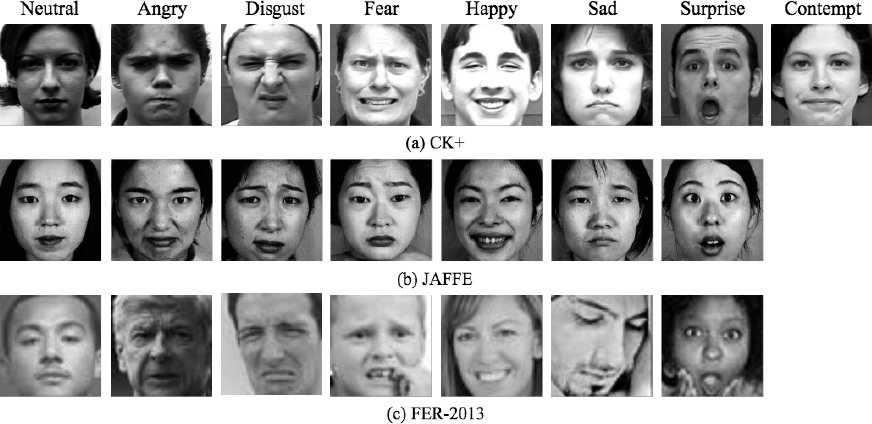 Neutral Angry Disgust Fear Happy Sad Surprise Contempt
(a) CK+
(b) JAFFE
(c) FER-2013